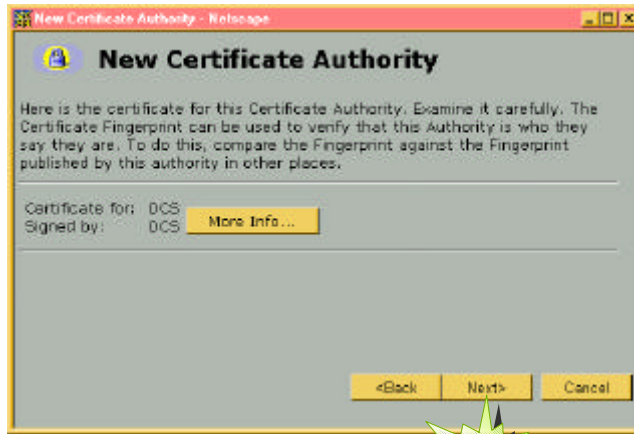 New Certificate Authority - Netscape
New Certificate Authority
Here is the certificate for this Certificate Authority. Examine it carefully. The
Certificate Fingerprint can be used to verify that this Authority is who they
say they are. To do this, compare the Fingerprint against the Fingerprint
published by this authority in other places.
Certificate for: DCS
Signed by: DCS
More Info...
<Back Next> Cancel